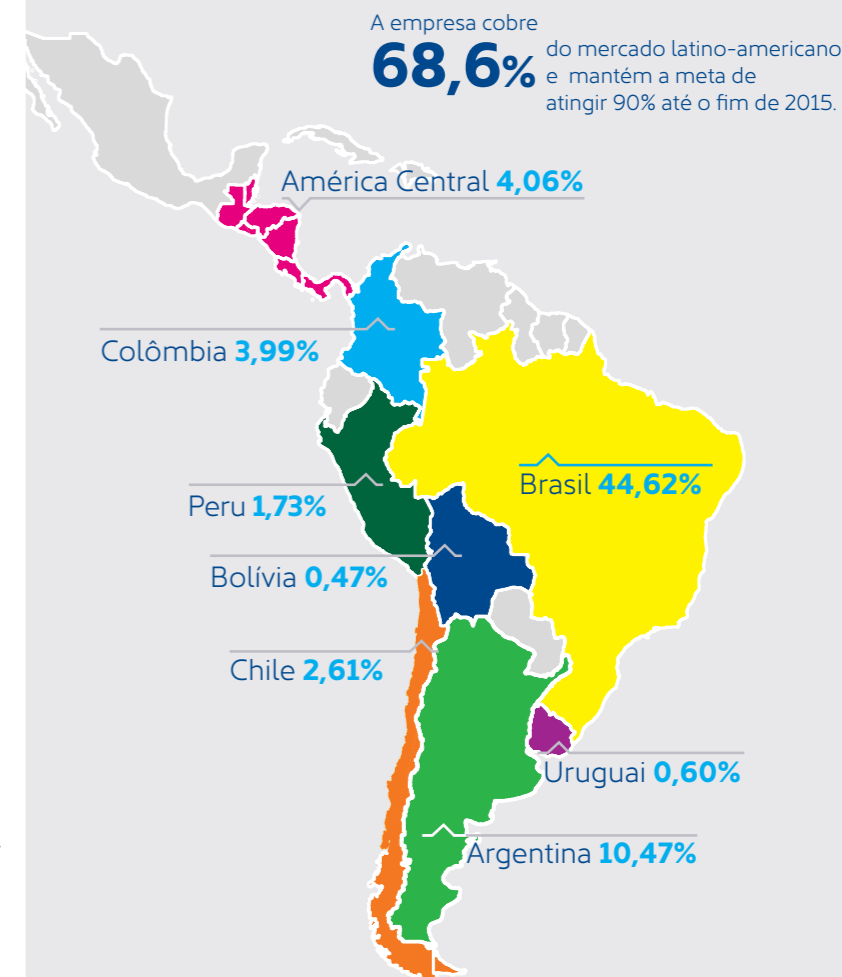 A empresa cobre
68,6% do mercado latino-americano
e mantém a meta de
atingir 90% até o fim de 2015.
América Central 4,06%
Colômbia 3,99%
Brasil 44,62%
Peru 1,73%
Bolívia 0,47%
Chile 2,61%
Uruguai 0,60%
Argentina 10,47%